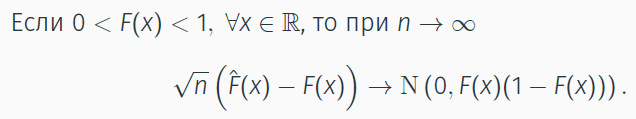 Если 0 < F(x) < 1, ∀x ∈ ℝ, то при n → ∞
√n (F̂(x) − F(x)) → N (0, F(x)(1 − F(x))) .